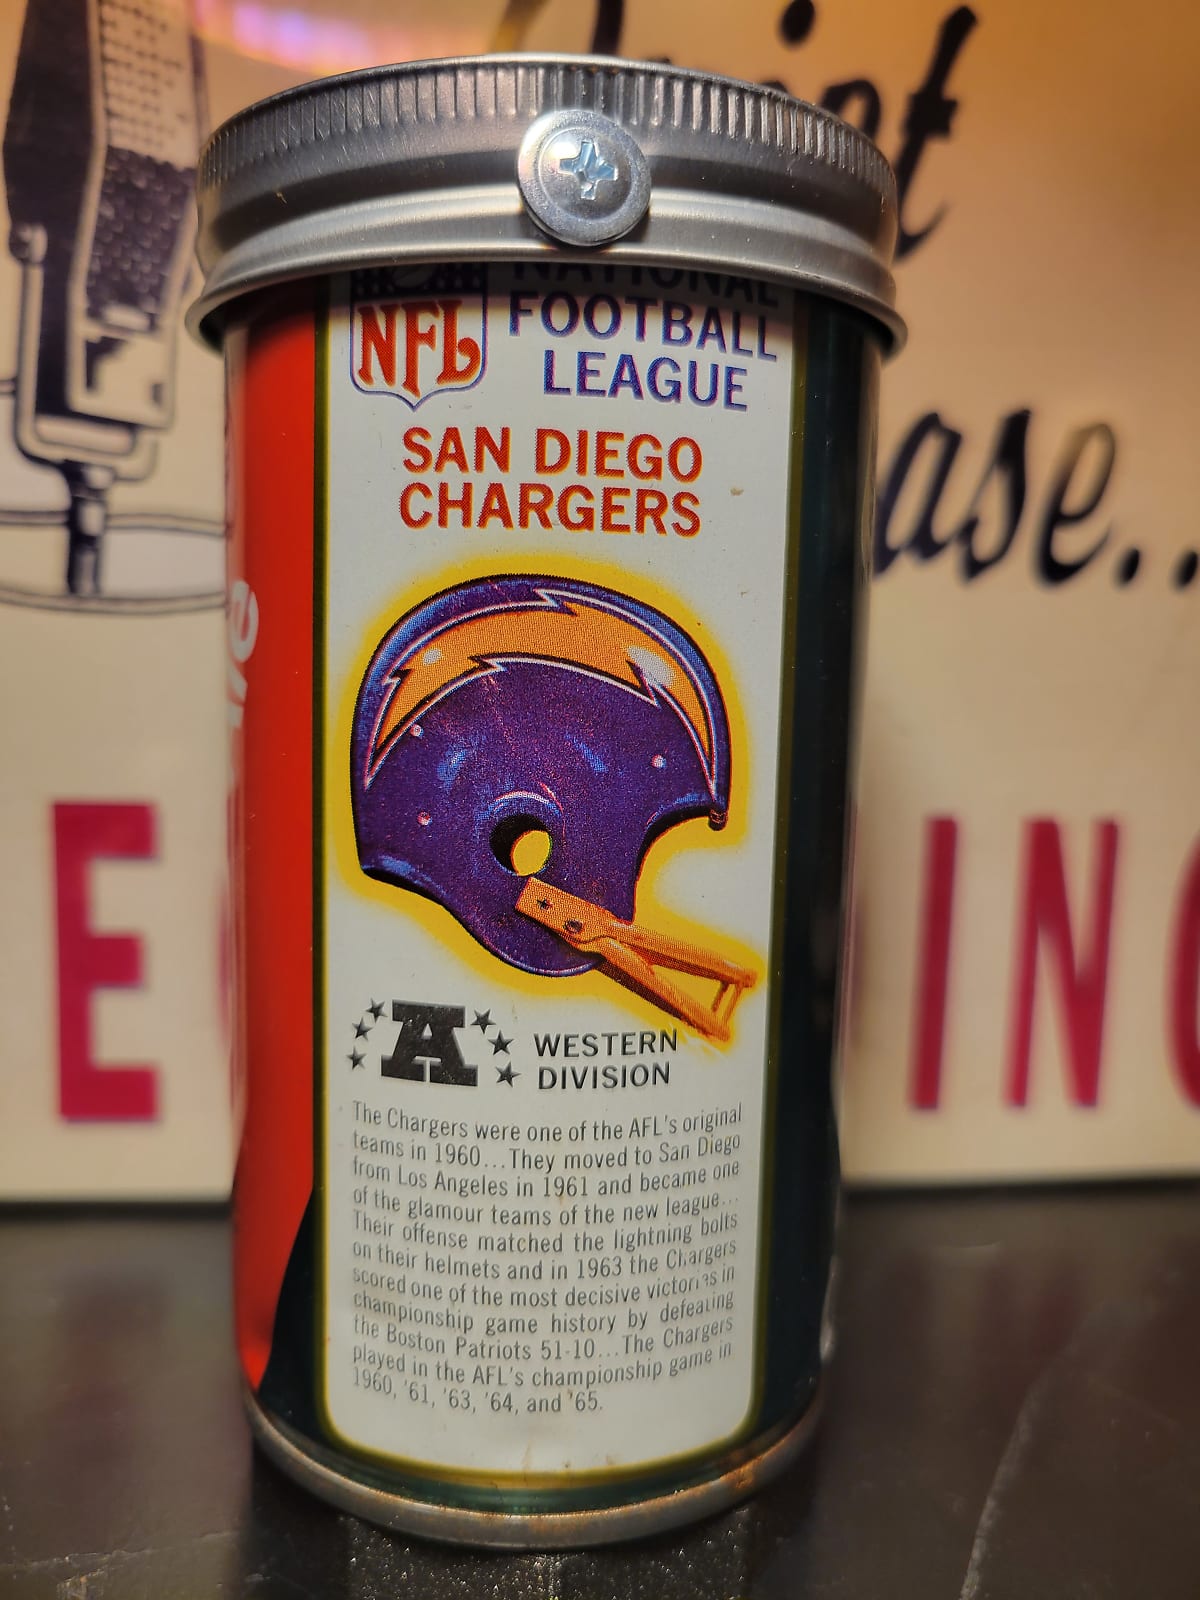 NATIONAL
NFL FOOTBALL
LEAGUE
SAN DIEGO
CHARGERS
A WESTERN
DIVISION
The Chargers were one of the AFL's original
teams in 1960...They moved to San Diego
from Los Angeles in 1961 and became one
of the glamour teams of the new league...
Their offense matched the lightning bolts
on their helmets and in 1963 the Chargers
scored one of the most decisive victories in
championship game history by defeating
the Boston Patriots 51-10...The Chargers
played in the AFL's championship game in
1960, '61, '63, '64, and '65.